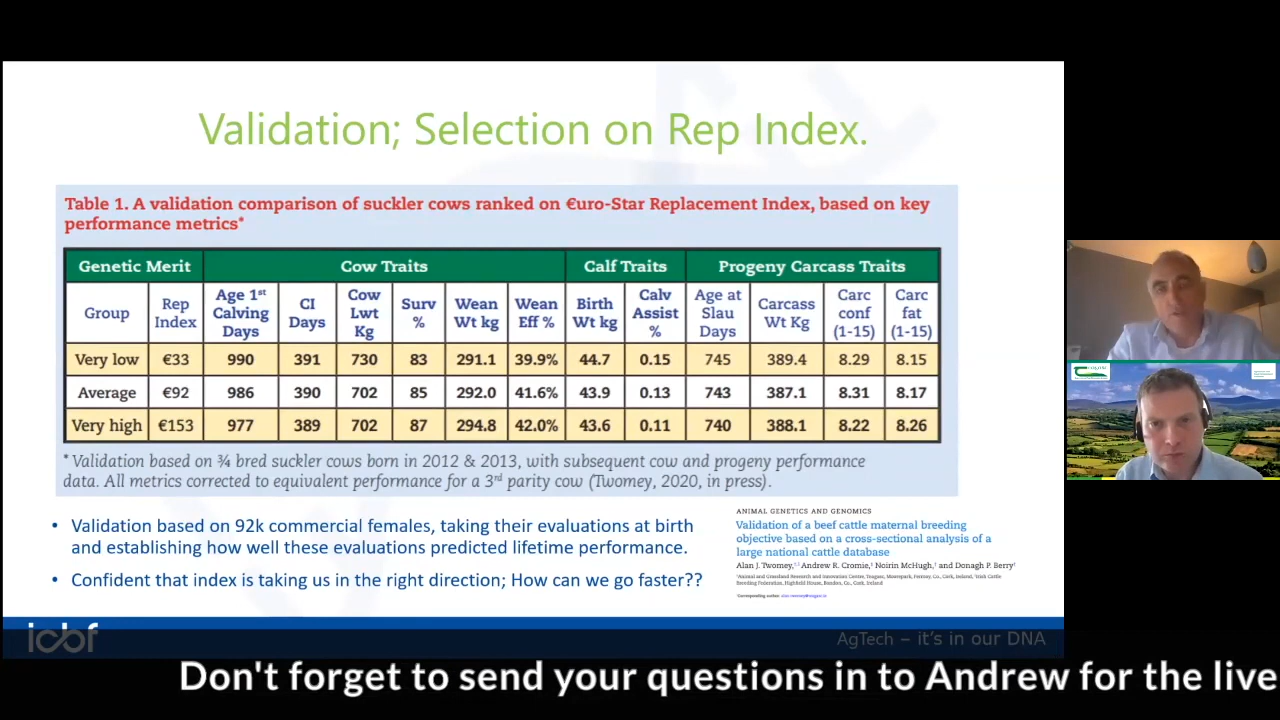 Validation; Selection on Rep Index.
Table 1. A validation comparison of suckler cows ranked on €uro-Star Replacement Index, based on key
performance metrics*
Genetic Merit Cow Traits Calf Traits Progeny Carcass Traits
Group Rep Index Age 1st Calving Days CI Days Cow Lwt Kg Surv % Wean Wt kg Wean Eff % Birth Wt kg Calv Assist % Age at Slau Days Carcass Wt Kg Carc conf (1-15) Carc fat (1-15)
Very low €33 990 391 730 83 291.1 39.9% 44.7 0.15 745 389.4 8.29 8.15
Average €92 986 390 702 85 292.0 41.6% 43.9 0.13 743 387.1 8.31 8.17
Very high €153 977 389 702 87 294.8 42.0% 43.6 0.11 740 388.1 8.22 8.26
* Validation based on ¾ bred suckler cows born in 2012 & 2013, with subsequent cow and progeny performance
data. All metrics corrected to equivalent performance for a 3rd parity cow (Twomey, 2020, in press).
• Validation based on 92k commercial females, taking their evaluations at birth
and establishing how well these evaluations predicted lifetime performance.
• Confident that index is taking us in the right direction; How can we go faster??
ANIMAL GENETICS AND GENOMICS
Validation of a beef cattle maternal breeding
objective based on a cross-sectional analysis of a
large national cattle database
Alan J. Twomey, Andrew R. Cromie, Noirin McHugh, and Donagh P. Berry
icbf
AgTech – it's in our DNA
Don't forget to send your questions in to Andrew for the live